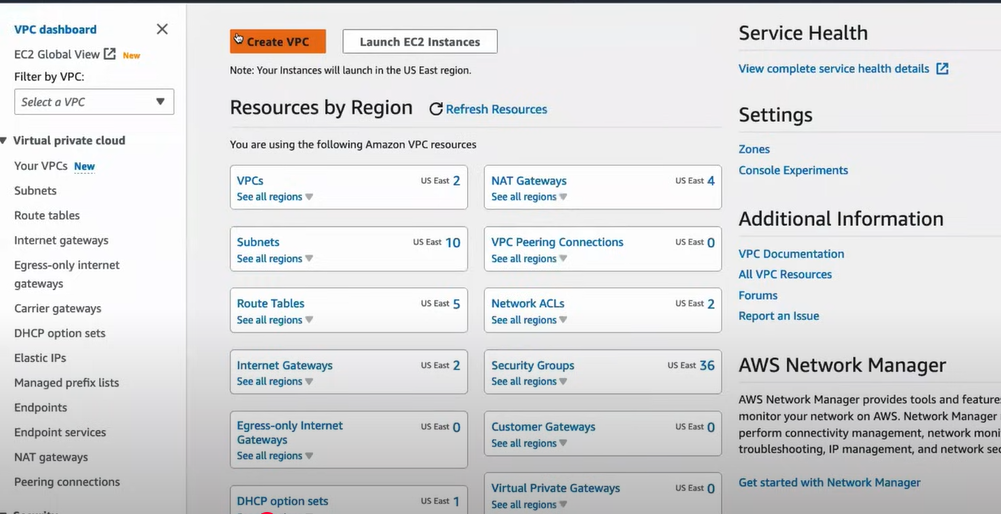 VPC dashboard
EC2 Global View New
Filter by VPC:
Select a VPC
Virtual private cloud
Your VPCs New
Subnets
Route tables
Internet gateways
Egress-only internet
gateways
Carrier gateways
DHCP option sets
Elastic IPs
Managed prefix lists
Endpoints
Endpoint services
NAT gateways
Peering connections
Create VPC
Launch EC2 Instances
Note: Your Instances will launch in the US East region.
Resources by Region
Refresh Resources
You are using the following Amazon VPC resources
VPCs US East 2
See all regions
NAT Gateways US East 4
See all regions
Subnets US East 10
See all regions
VPC Peering Connections US East 0
See all regions
Route Tables US East 5
See all regions
Network ACLs US East 2
See all regions
Internet Gateways US East 2
See all regions
Security Groups US East 36
See all regions
Egress-only Internet US East 0
Gateways
See all regions
Customer Gateways US East 0
See all regions
DHCP option sets US East 1
Virtual Private Gateways US East 0
See all regions
Service Health
View complete service health details
Settings
Zones
Console Experiments
Additional Information
VPC Documentation
All VPC Resources
Forums
Report an Issue
AWS Network Manager
AWS Network Manager provides tools and features
monitor your network on AWS. Network Manager
perform connectivity management, network moni
troubleshooting, IP management, and network sec
Get started with Network Manager